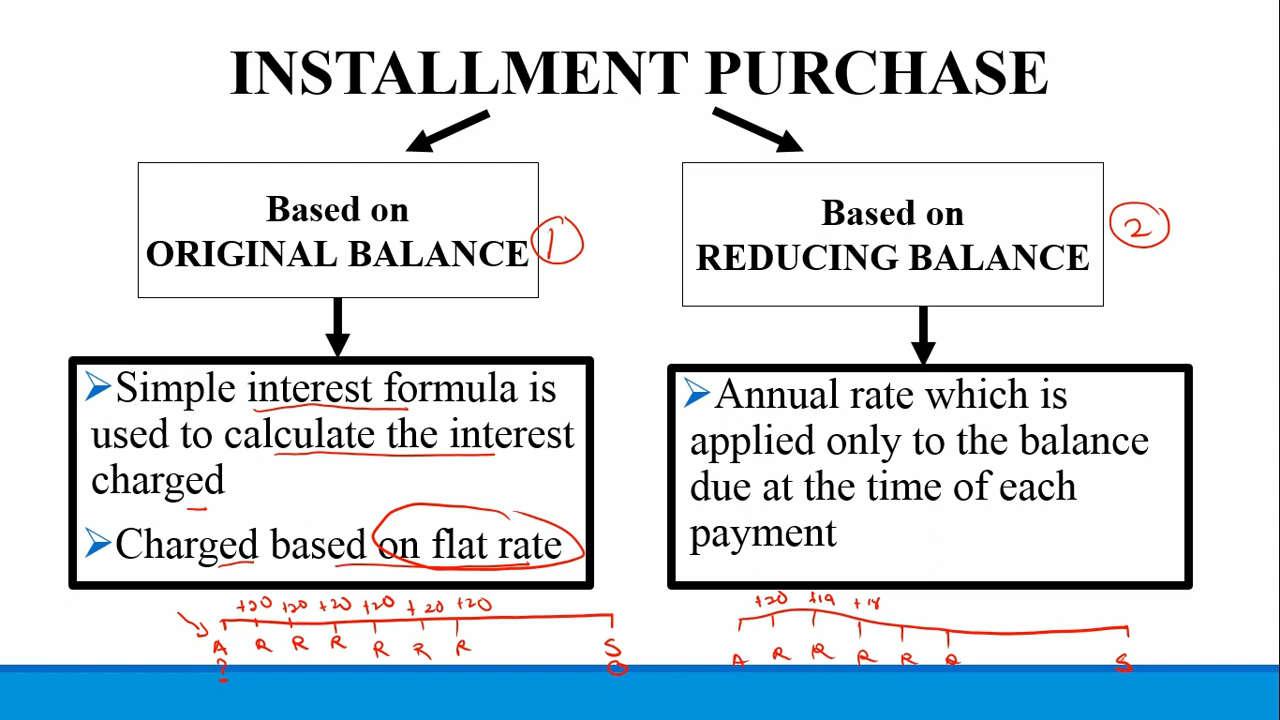 INSTALLMENT PURCHASE
Based on
ORIGINAL BALANCE
1
Simple interest formula is
used to calculate the interest
charged
Charged based on flat rate
Based on
REDUCING BALANCE
2
Annual rate which is
applied only to the balance
due at the time of each
payment
+20 +20 +20 +20 +20 +20
A R R R R R R S
?
+20 +19 +18
A R R R R R S